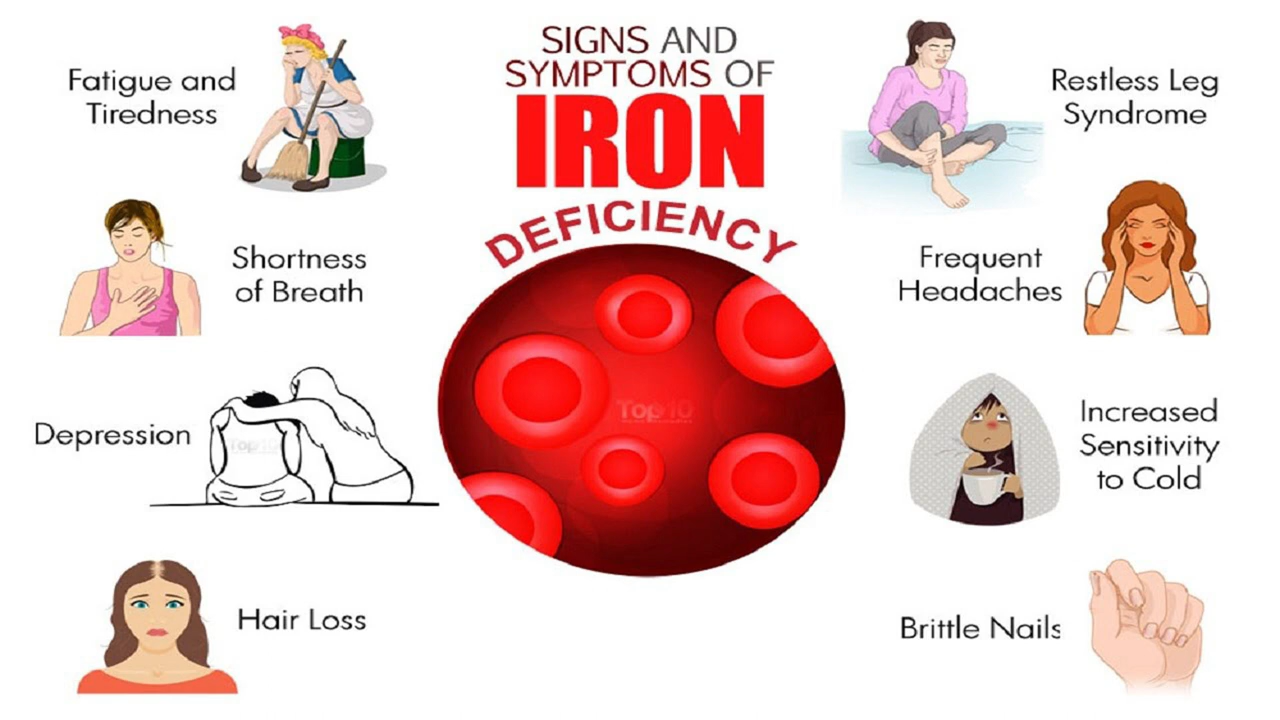 SIGNS AND
SYMPTOMS OF
IRON
DEFICIENCY
Fatigue and
Tiredness
Shortness
of Breath
Depression
Top10
Hair Loss
Top10
Restless Leg
Syndrome
Frequent
Headaches
Increased
Sensitivity
to Cold
Brittle Nails